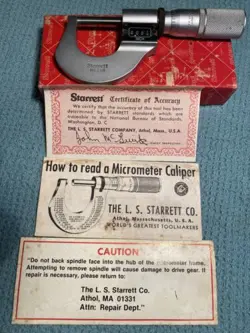 Starrett
Starrett Certificate of Accuracy
We certify that the accuracy of this tool has been
determined by STARRETT standards which are
traceable to the National Bureau of Standards,
Washington, D. C.
THE L. S. STARRETT COMPANY, Athol, Mass., U.S.A.
How to read a Micrometer Caliper
THE L. S. STARRETT CO.
Athol, Massachusetts, U.S.A.
WORLD'S GREATEST TOOLMAKERS
CAUTION
"Do not back spindle face into the hub of the micrometer frame.
Attempting to remove spindle will cause damage to drive gear. If
repair is necessary, please return to:
The L. S. Starrett Co.
Athol, MA 01331
Attn: Repair Dept."